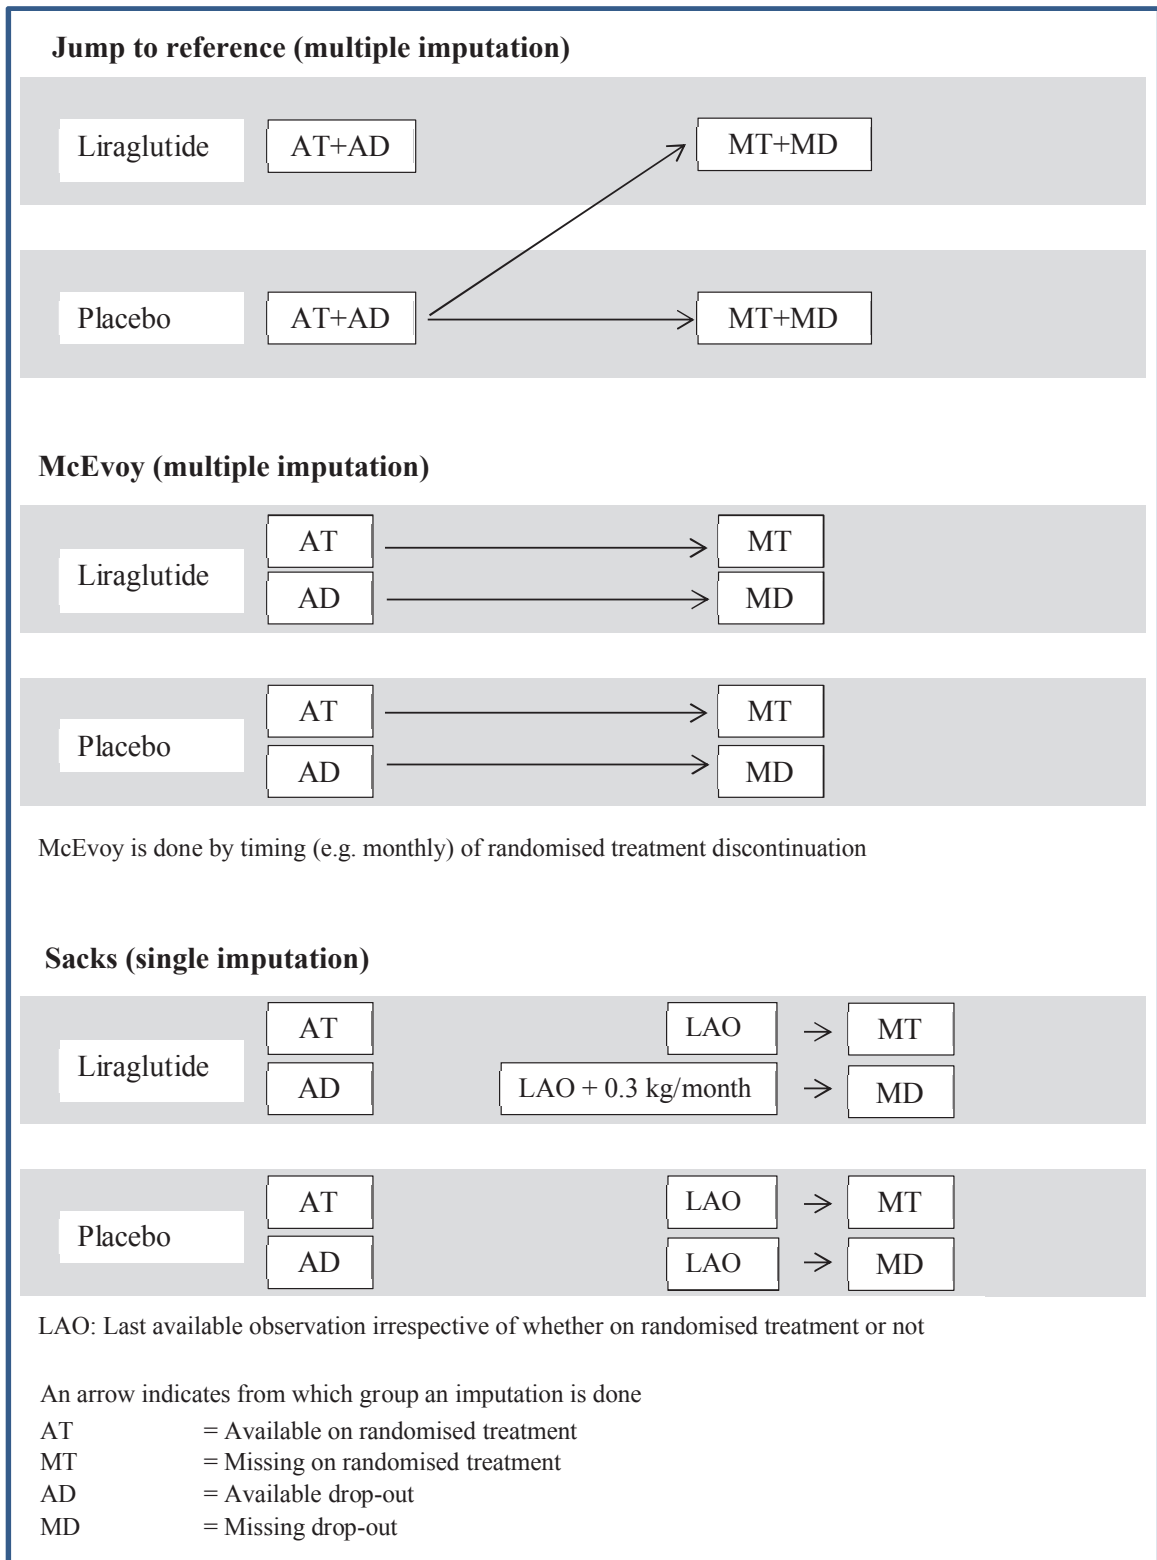 Jump to reference (multiple imputation)
Liraglutide AT+AD MT+MD
Placebo AT+AD MT+MD
McEvoy (multiple imputation)
AT MT
Liraglutide
AD MD
AT MT
Placebo
AD MD
McEvoy is done by timing (e.g. monthly) of randomised treatment discontinuation
Sacks (single imputation)
AT LAO MT
Liraglutide
AD LAO + 0.3 kg/month MD
AT LAO MT
Placebo
AD LAO MD
LAO: Last available observation irrespective of whether on randomised treatment or not
An arrow indicates from which group an imputation is done
AT = Available on randomised treatment
MT = Missing on randomised treatment
AD = Available drop-out
MD = Missing drop-out